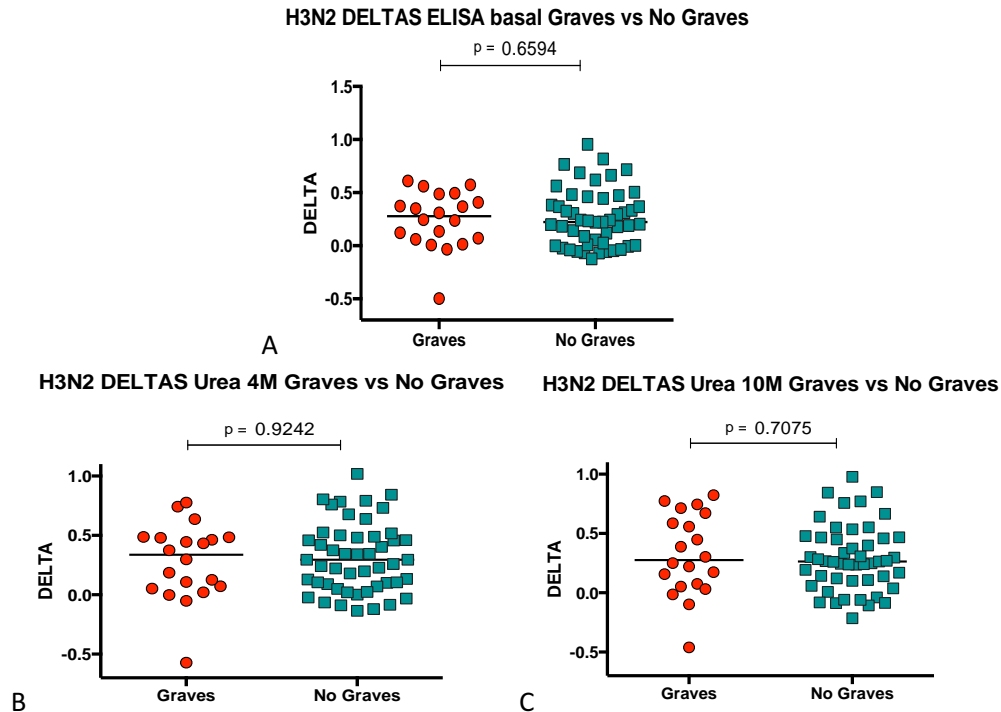 H3N2 DELTAS ELISA basal Graves vs No Graves
p = 0.6594
1.5
1.0
0.5
0.0
-0.5
DELTA
Graves No Graves
A
H3N2 DELTAS Urea 4M Graves vs No Graves
p = 0.9242
1.0
0.5
0.0
-0.5
DELTA
Graves No Graves
B
H3N2 DELTAS Urea 10M Graves vs No Graves
p = 0.7075
1.0
0.5
0.0
-0.5
DELTA
Graves No Graves
C